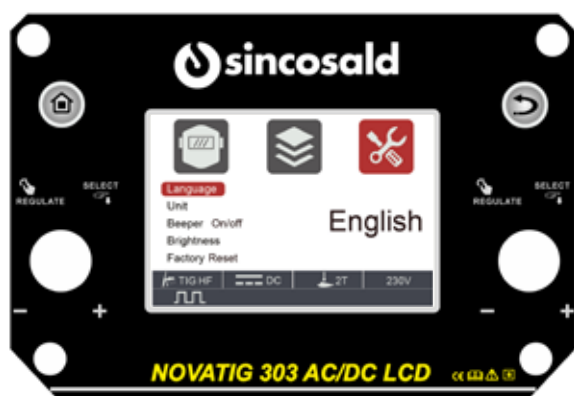 sincosald
REGULATE
SELECT
REGULATE
SELECT
Language
Unit
Beeper On/off
Brightness
Factory Reset
English
TIG HF
DC
2T
230V
- +
- +
NOVATIG 303 AC/DC LCD
CE